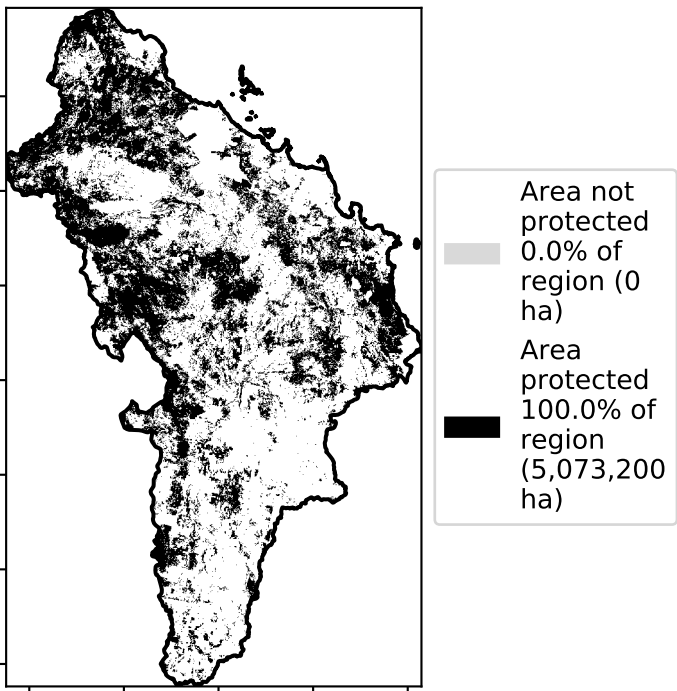 Area not
protected
0.0% of
region (0
ha)
Area
protected
100.0% of
region
(5,073,200
ha)